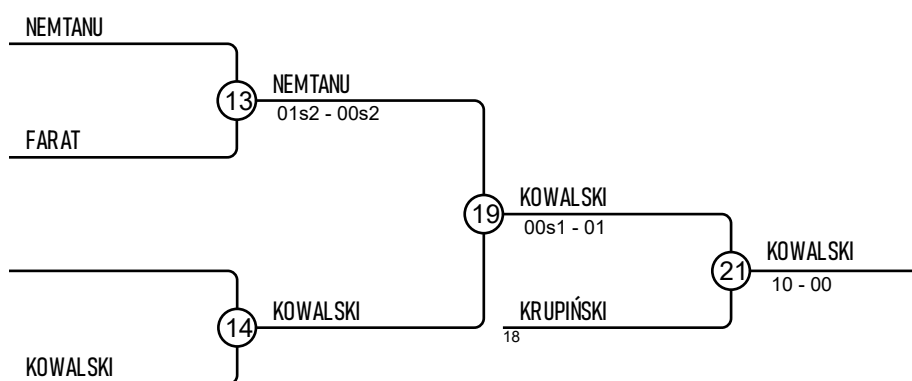 NEMTANU
13
NEMTANU
01s2 - 00s2
FARAT
19
KOWALSKI
00s1 - 01
21
KOWALSKI
10 - 00
14
KOWALSKI
KRUPIŃSKI
18
KOWALSKI